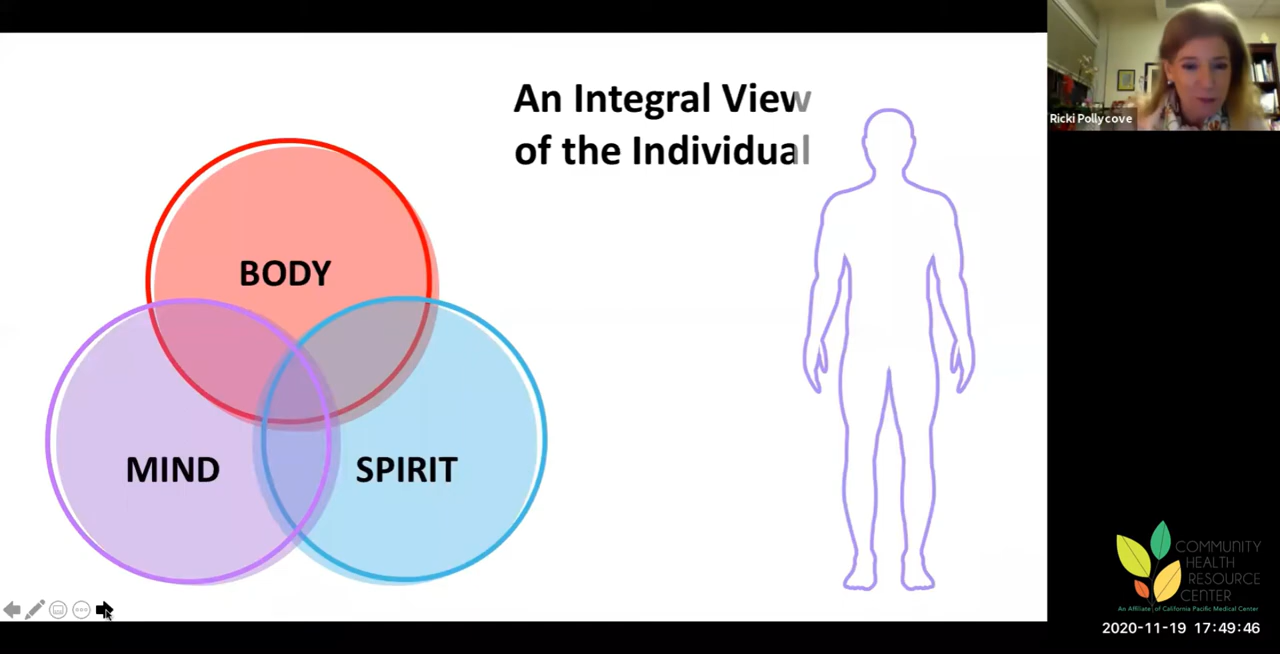 An Integral View
of the Individual
BODY
MIND
SPIRIT
Ricki Pollycove
COMMUNITY
HEALTH
RESOURCE
CENTER
An Affiliate of California Pacific Medical Center
2020-11-19 17:49:46